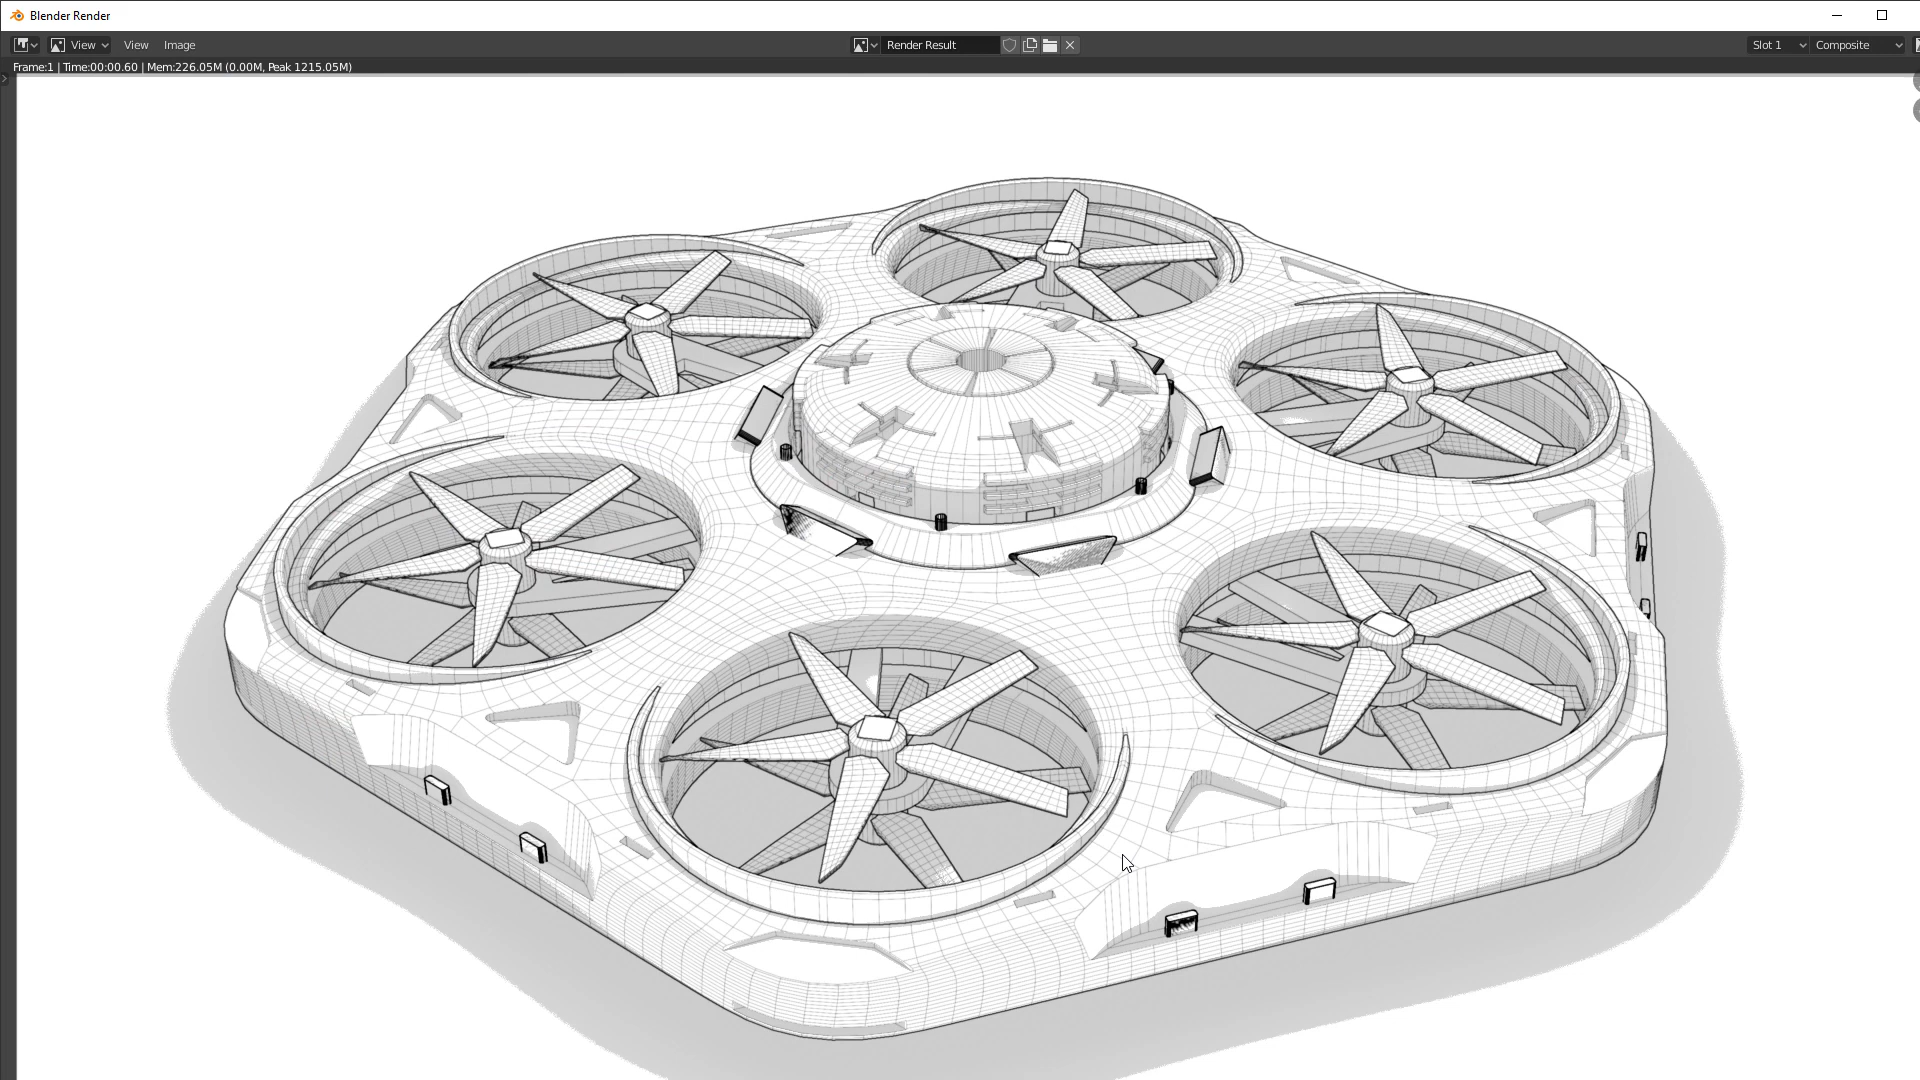 Blender Render
View View Image Render Result Slot 1 Composite
Frame:1 | Time:00:00.60 | Mem:226.05M (0.00M, Peak 1215.05M)